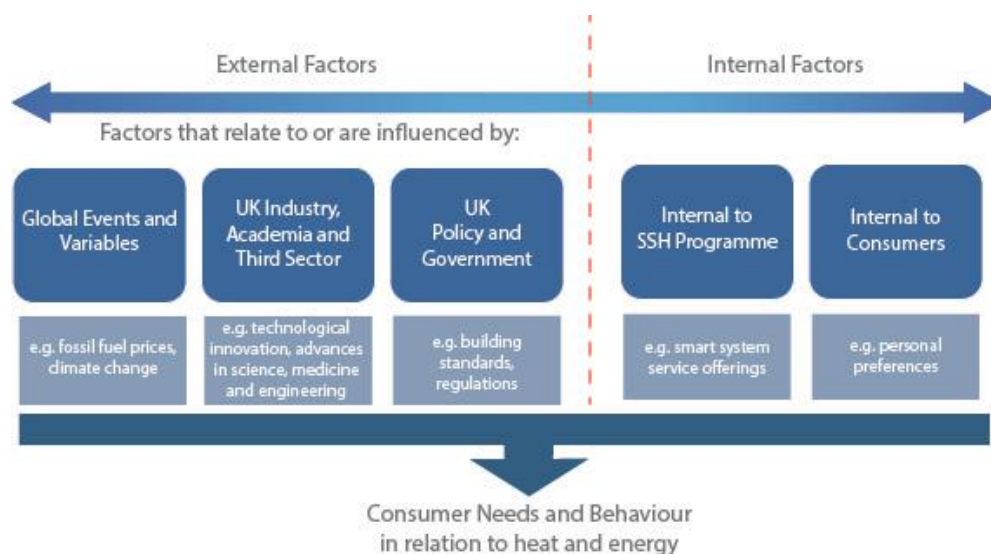 External Factors
Internal Factors
Factors that relate to or are influenced by:
Global Events and
Variables
UK Industry,
Academia and
Third Sector
UK
Policy and
Government
Internal to
SSH Programme
Internal to
Consumers
e.g. fossil fuel prices,
climate change
e.g. technological
innovation, advances
in science, medicine
and engineering
e.g. building
standards,
regulations
e.g. smart system
service offerings
e.g. personal
preferences
Consumer Needs and Behaviour
in relation to heat and energy